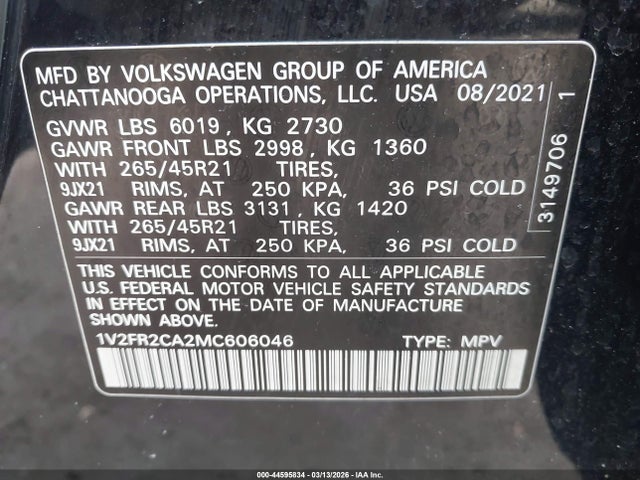 MFD BY VOLKSWAGEN GROUP OF AMERICA
CHATTANOOGA OPERATIONS, LLC. USA 08/2021
GVWR LBS 6019, KG 2730
GAWR FRONT LBS 2998, KG 1360
WITH 265/45R21 TIRES,
9JX21 RIMS, AT 250 KPA, 36 PSI COLD
GAWR REAR LBS 3131, KG 1420
WITH 265/45R21 TIRES,
9JX21 RIMS, AT 250 KPA, 36 PSI COLD
THIS VEHICLE CONFORMS TO ALL APPLICABLE
U.S. FEDERAL MOTOR VEHICLE SAFETY STANDARDS
IN EFFECT ON THE DATE OF MANUFACTURE
SHOWN ABOVE.
1V2FR2CA2MC606046 TYPE: MPV
3149706 1
000-44595834 | 03/13/2026 | IAA Inc.